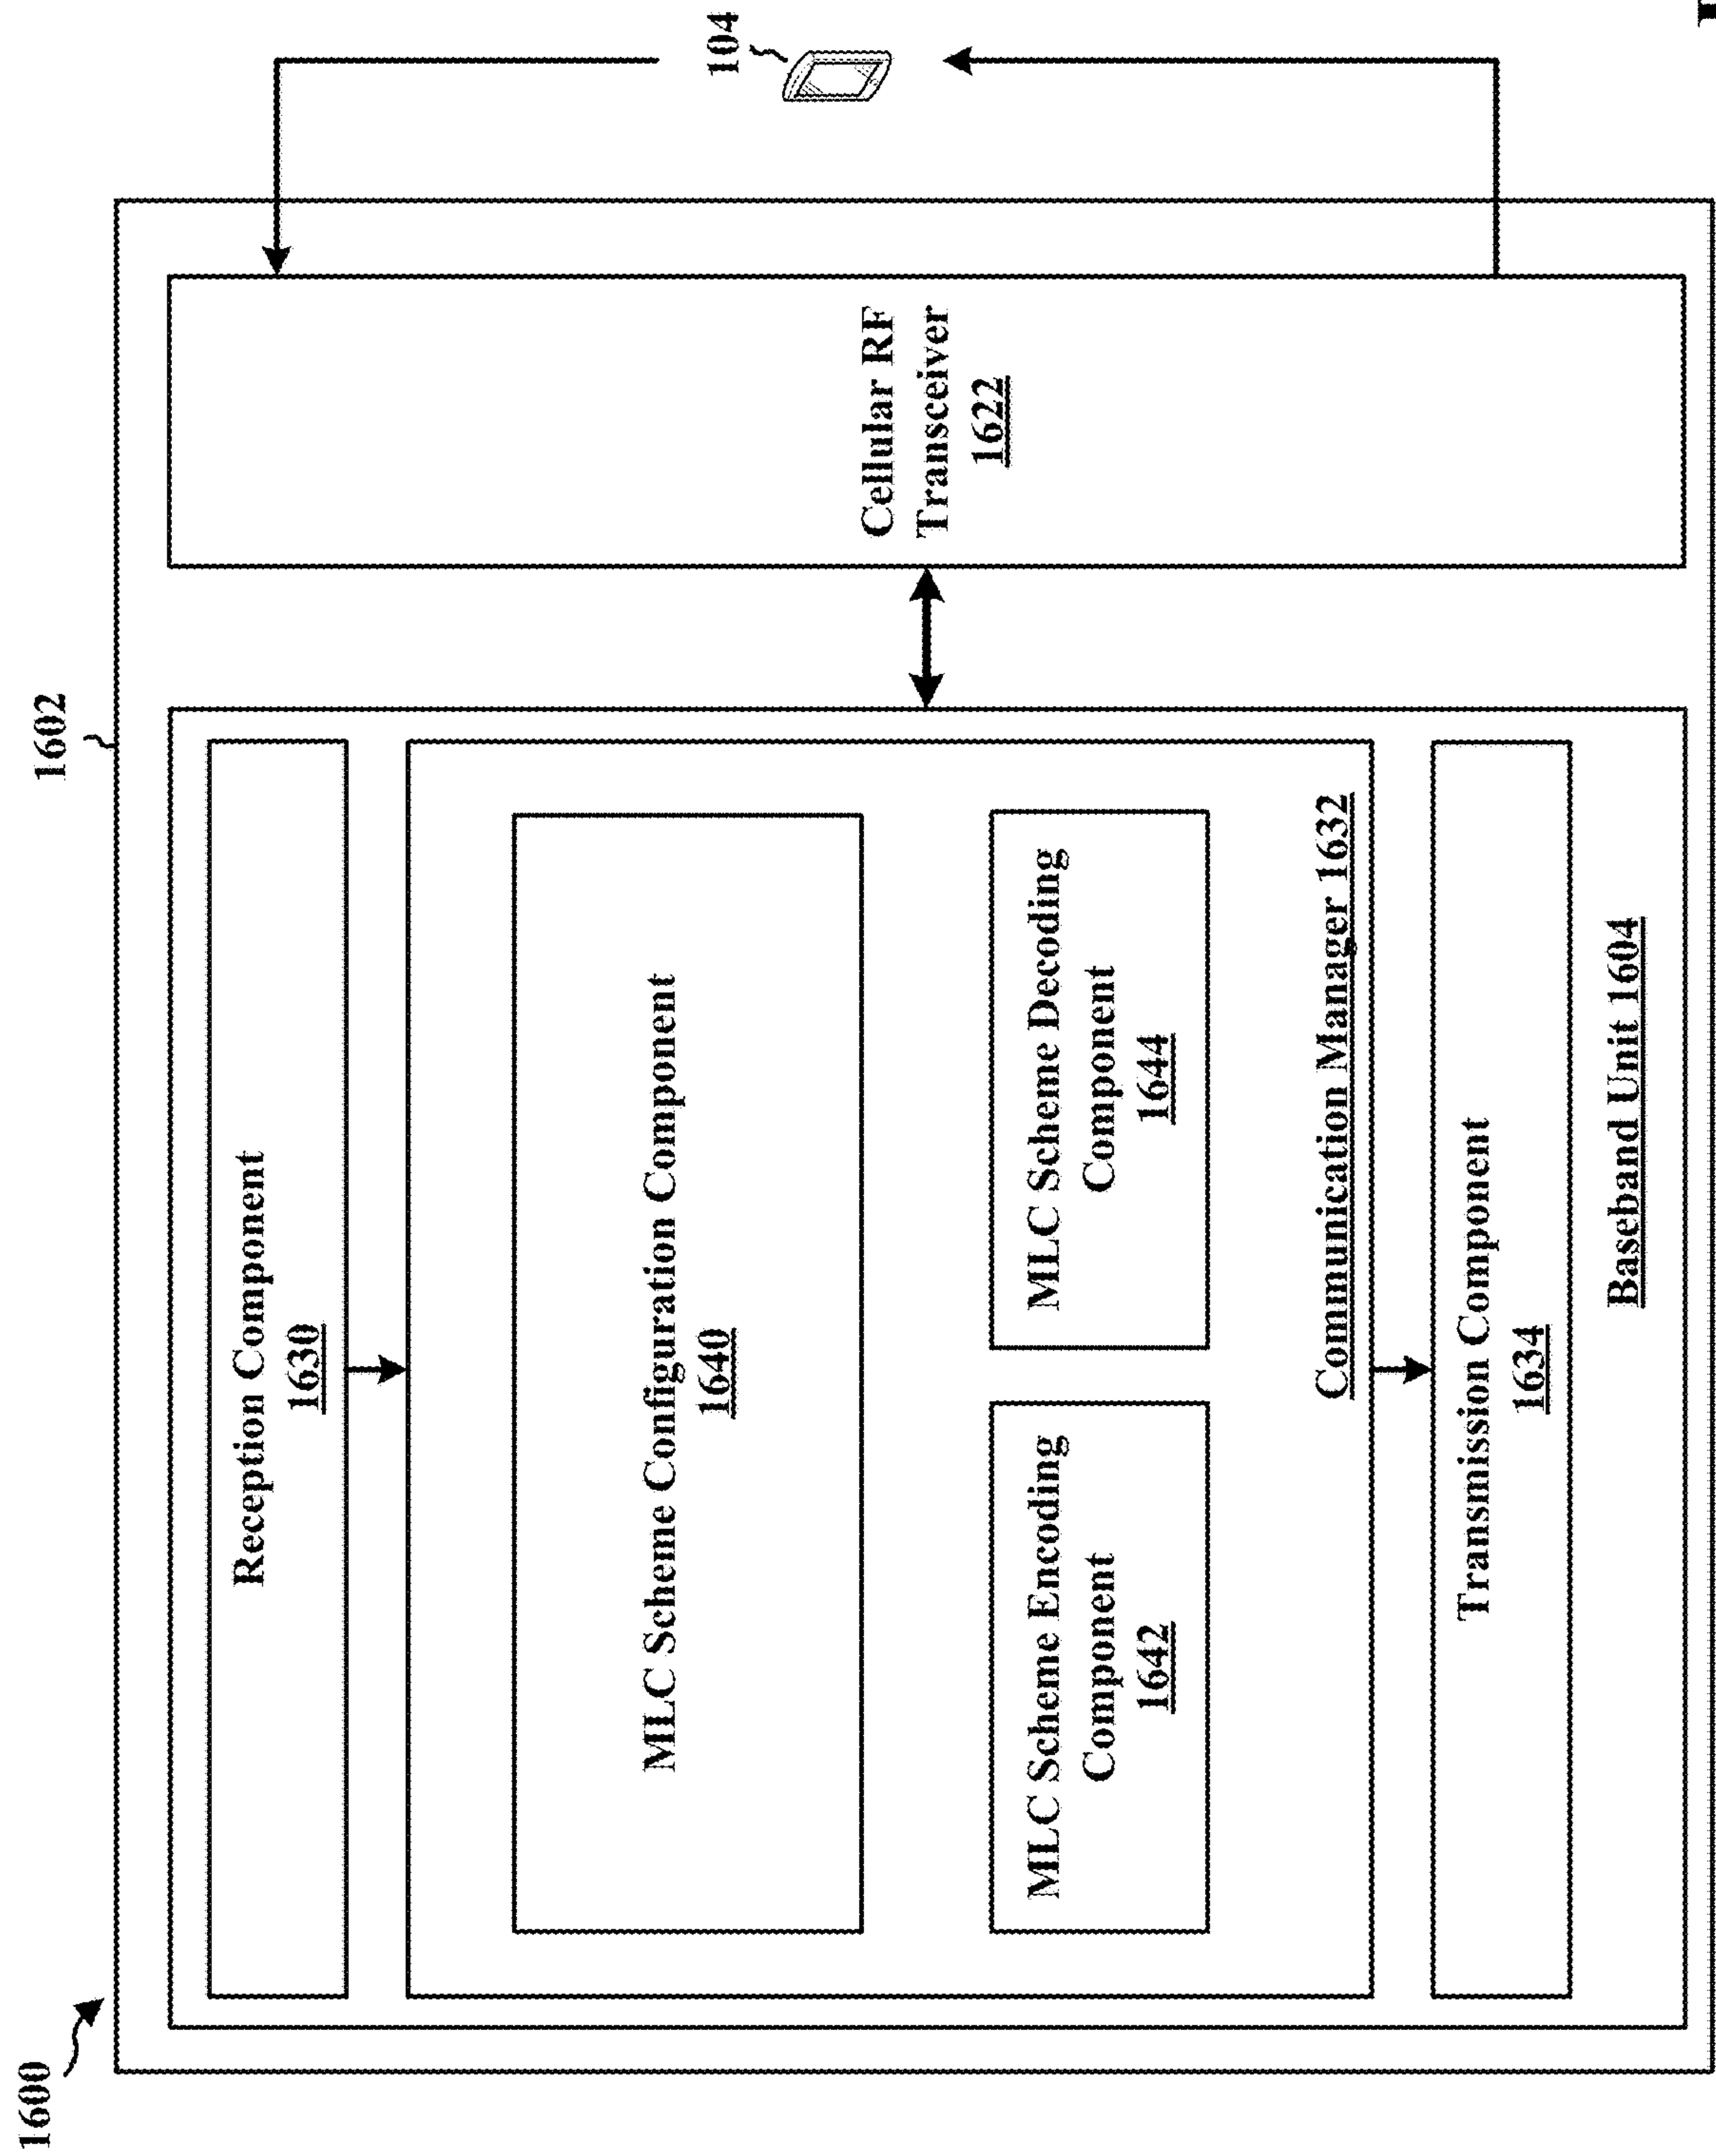 1600
1602
Reception Component
1630
MLC Scheme Configuration Component
1640
MLC Scheme Encoding
Component
1642
MLC Scheme Decoding
Component
1644
Communication Manager 1632
Transmission Component
1634
Baseband Unit 1604
Cellular RF
Transceiver
1622
104